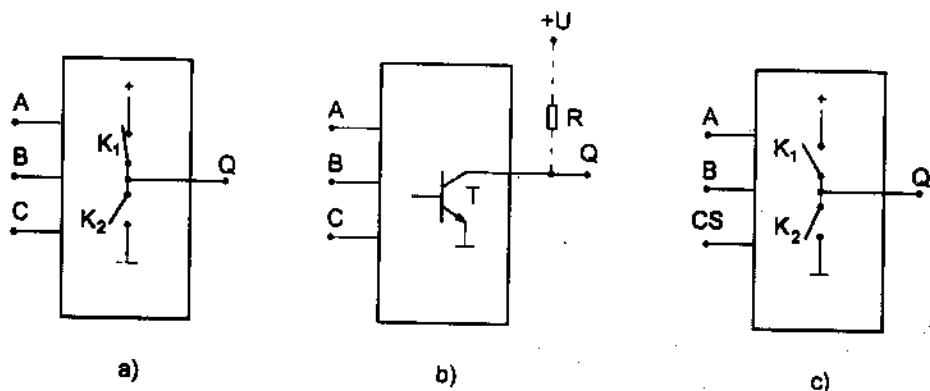 A
B
C
+
K₁
K₂
Q
a)
+U
R
A
B
C
T
Q
b)
A
B
CS
+
K₁
K₂
Q
c)